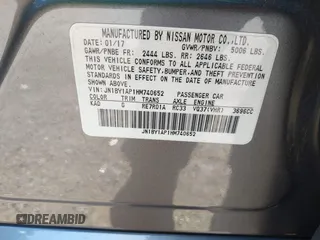 MANUFACTURED BY NISSAN MOTOR CO.,LTD.
DATE: 01/17 GVWR/PNBV: 5006 LBS.
GAWR/PNBE FR: 2444 LBS. RR: 2646 LBS.
THIS VEHICLE CONFORMS TO ALL APPLICABLE FEDERAL
MOTOR VEHICLE SAFETY,BUMPER,AND THEFT
PREVENTION STANDARDS IN EFFECT ON THE DATE OF
MANUFACTURE SHOWN ABOVE.
VIN: JN1BY1AP1HM740652 PASSENGER CAR
COLOR TRIM TRANS AXLE ENGINE
KAD G RE7R01A RC33 VQ37(VHR) 3696CC
JN1BY1AP1HM740652
AUTOBIDMASTER